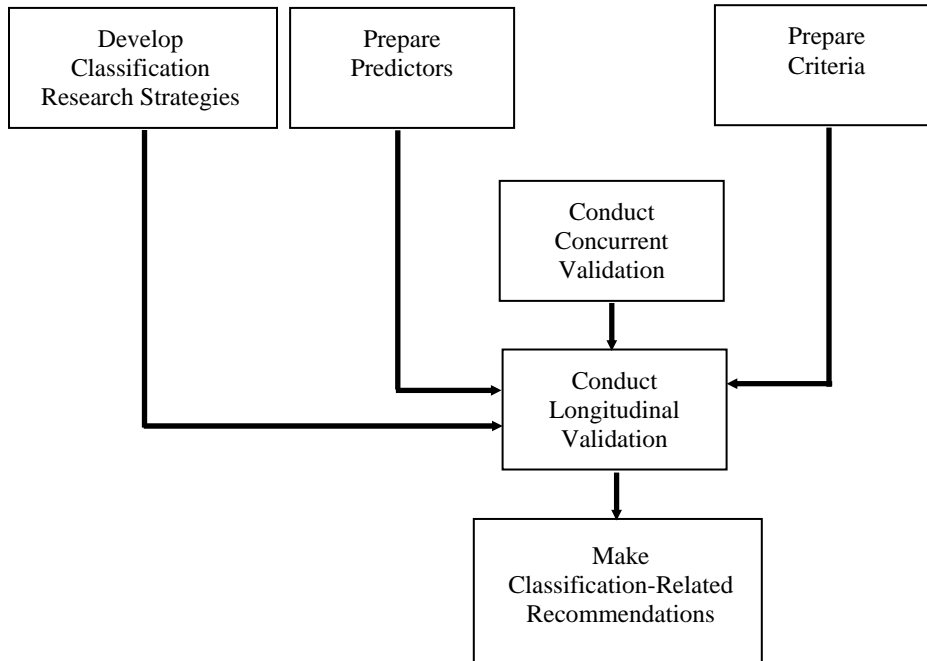 Develop
Classification
Research Strategies
Prepare
Predictors
Prepare
Criteria
Conduct
Concurrent
Validation
Conduct
Longitudinal
Validation
Make
Classification-Related
Recommendations